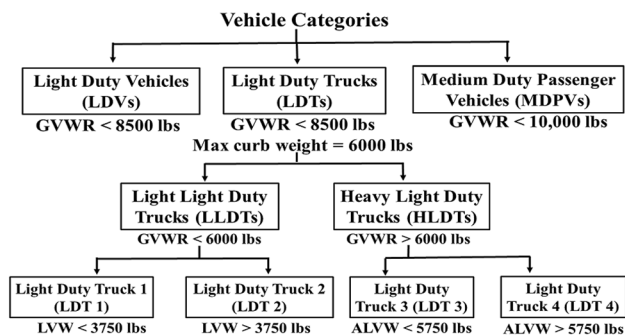 Vehicle Categories
Light Duty Vehicles
(LDVs)
GVWR < 8500 lbs
Light Duty Trucks
(LDTs)
GVWR < 8500 lbs
Max curb weight = 6000 lbs
Medium Duty Passenger
Vehicles (MDPVs)
GVWR < 10,000 lbs
Light Light Duty
Trucks (LLDTs)
GVWR < 6000 lbs
Heavy Light Duty
Trucks (HLDTs)
GVWR > 6000 lbs
Light Duty Truck 1
(LDT 1)
LVW < 3750 lbs
Light Duty Truck 2
(LDT 2)
LVW > 3750 lbs
Light Duty
Truck 3 (LDT 3)
ALVW < 5750 lbs
Light Duty
Truck 4 (LDT 4)
ALVW > 5750 lbs